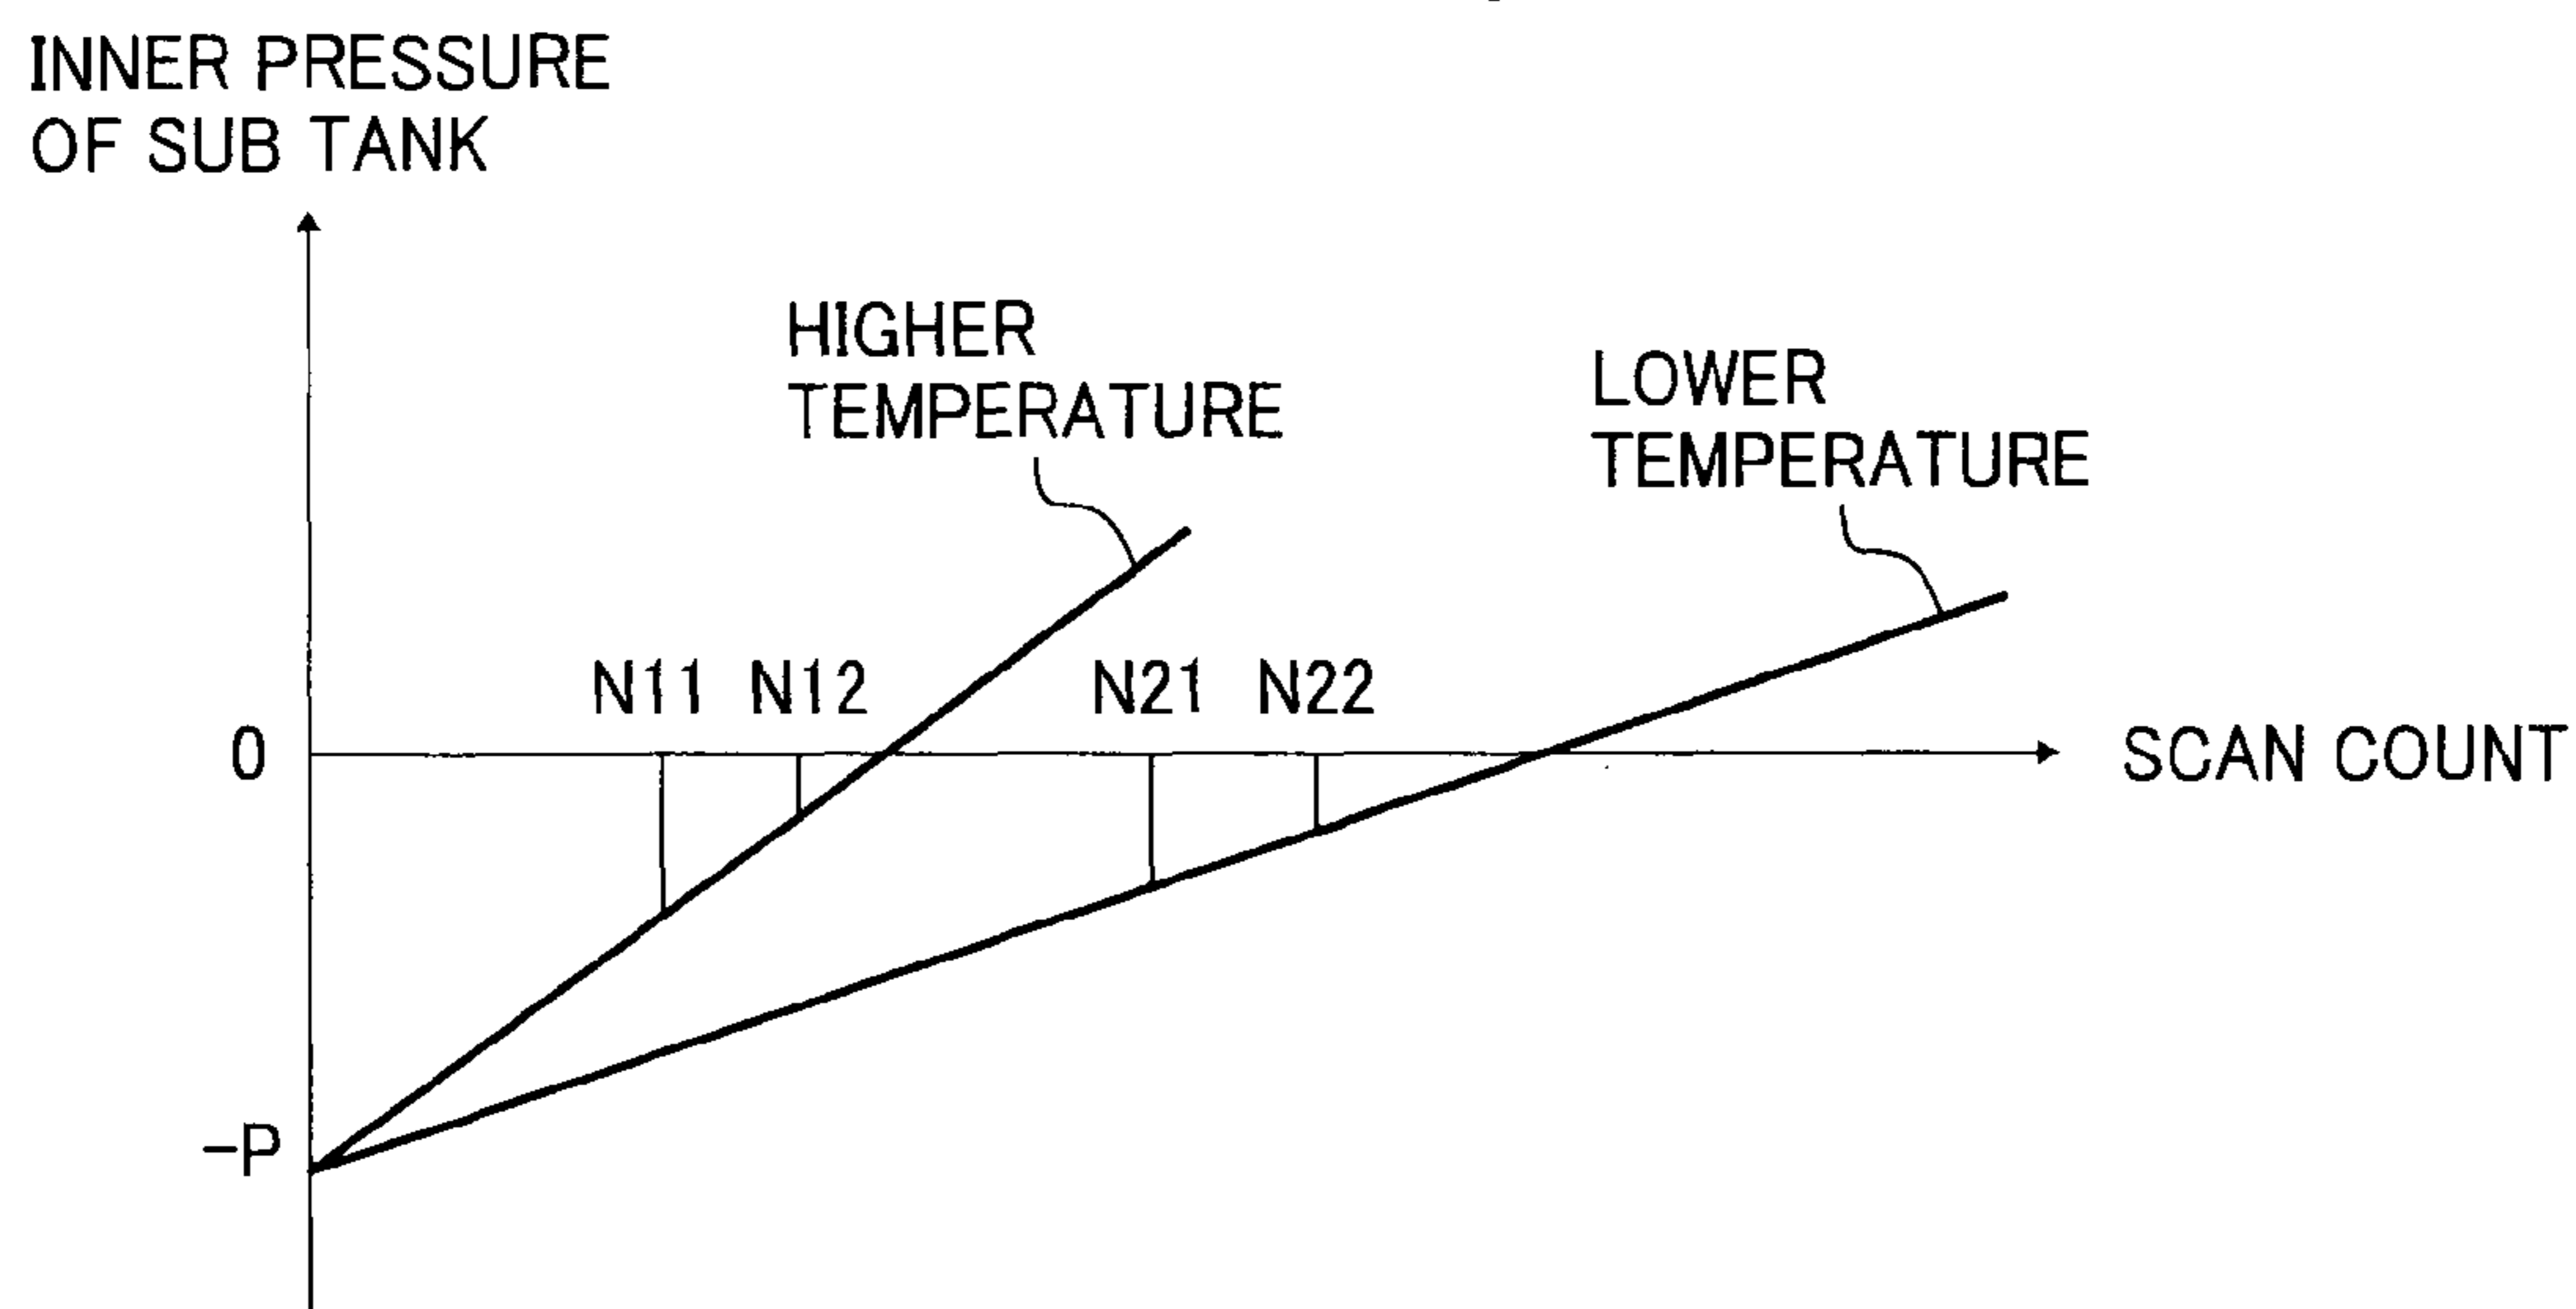 INNER PRESSURE
OF SUB TANK
HIGHER
TEMPERATURE
LOWER
TEMPERATURE
N11 N12 N21 N22
0
SCAN COUNT
-P